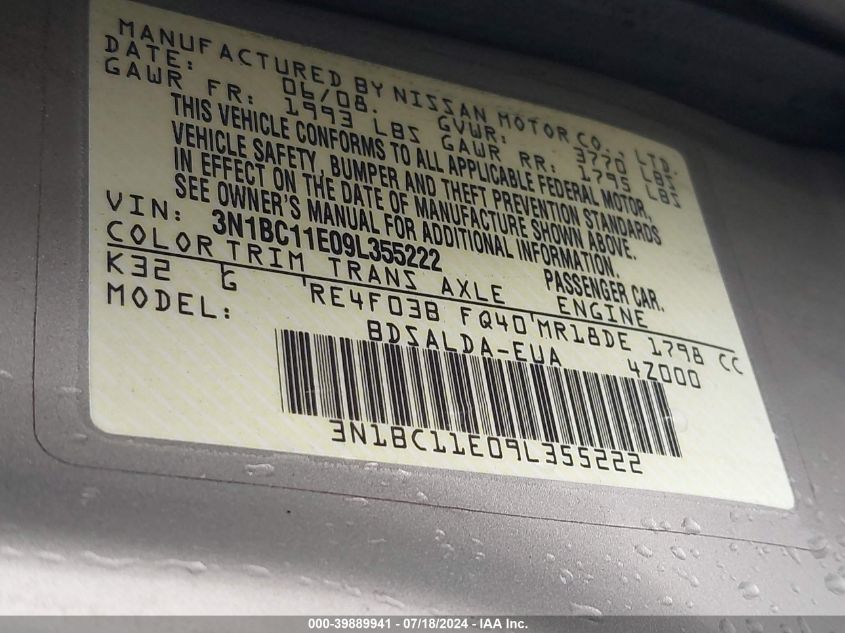 MANUFACTURED BY NISSAN MOTOR CO., LTD.
DATE: 06/08. GVWR: 3770 LBS
GAWR FR: 1993 LBS GAWR RR: 1795 LBS
THIS VEHICLE CONFORMS TO ALL APPLICABLE FEDERAL MOTOR
VEHICLE SAFETY, BUMPER AND THEFT PREVENTION STANDARDS
IN EFFECT ON THE DATE OF MANUFACTURE SHOWN ABOVE.
SEE OWNER'S MANUAL FOR ADDITIONAL INFORMATION.
VIN: 3N1BC11E09L355222 PASSENGER CAR.
COLOR TRIM TRANS AXLE ENGINE
K32 G RE4F03B FQ40 MR18DE 1798 CC
MODEL: BDSALDA-EUA 4Z000
3N1BC11E09L355222
000-39889941 - 07/18/2024 - IAA Inc.